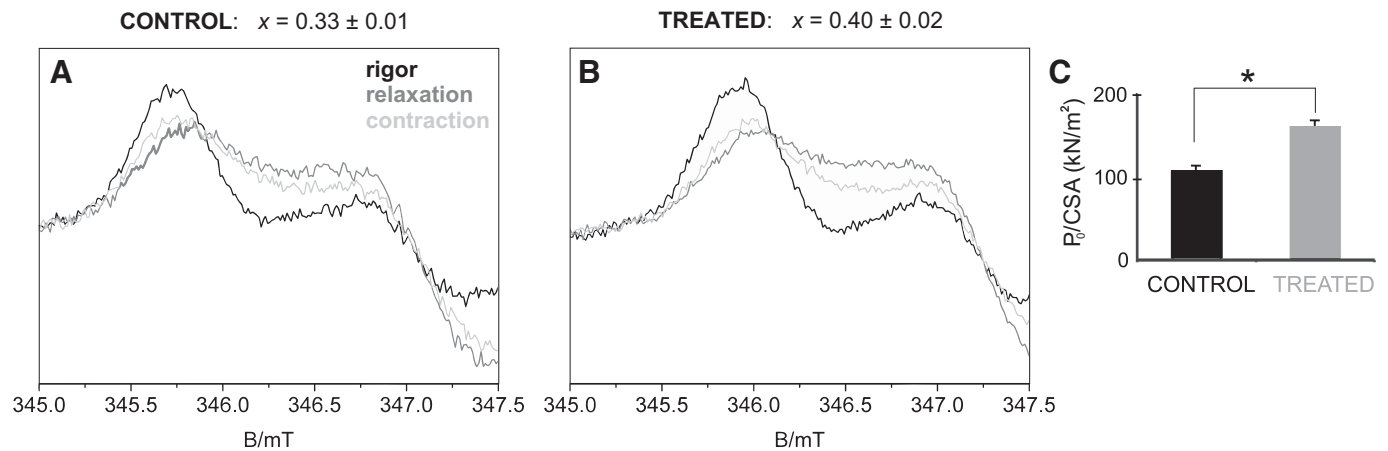 CONTROL: x = 0.33 ± 0.01
A
rigor
relaxation
contraction
345.0 345.5 346.0 346.5 347.0 347.5
B/mT
TREATED: x = 0.40 ± 0.02
B
345.0 345.5 346.0 346.5 347.0 347.5
B/mT
C
*
P₀/CSA (kN/m²)
200
100
0
CONTROL TREATED